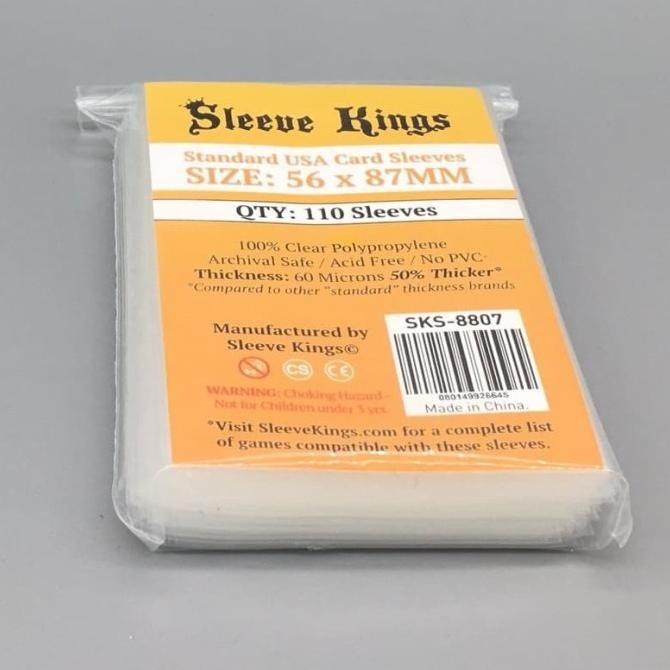 Sleeve Kings
Standard USA Card Sleeves
SIZE: 56 x 87MM
QTY: 110 Sleeves
100% Clear Polypropylene
Archival Safe / Acid Free / No PVC
Thickness: 60 Microns 50% Thicker*
*Compared to other "standard" thickness brands
Manufactured by
Sleeve Kings©
CS CE
WARNING: Choking Hazard–
Not for Children under 3 yrs.
SKS-8807
080149926645
Made in China.
*Visit SleeveKings.com for a complete list
of games compatible with these sleeves.